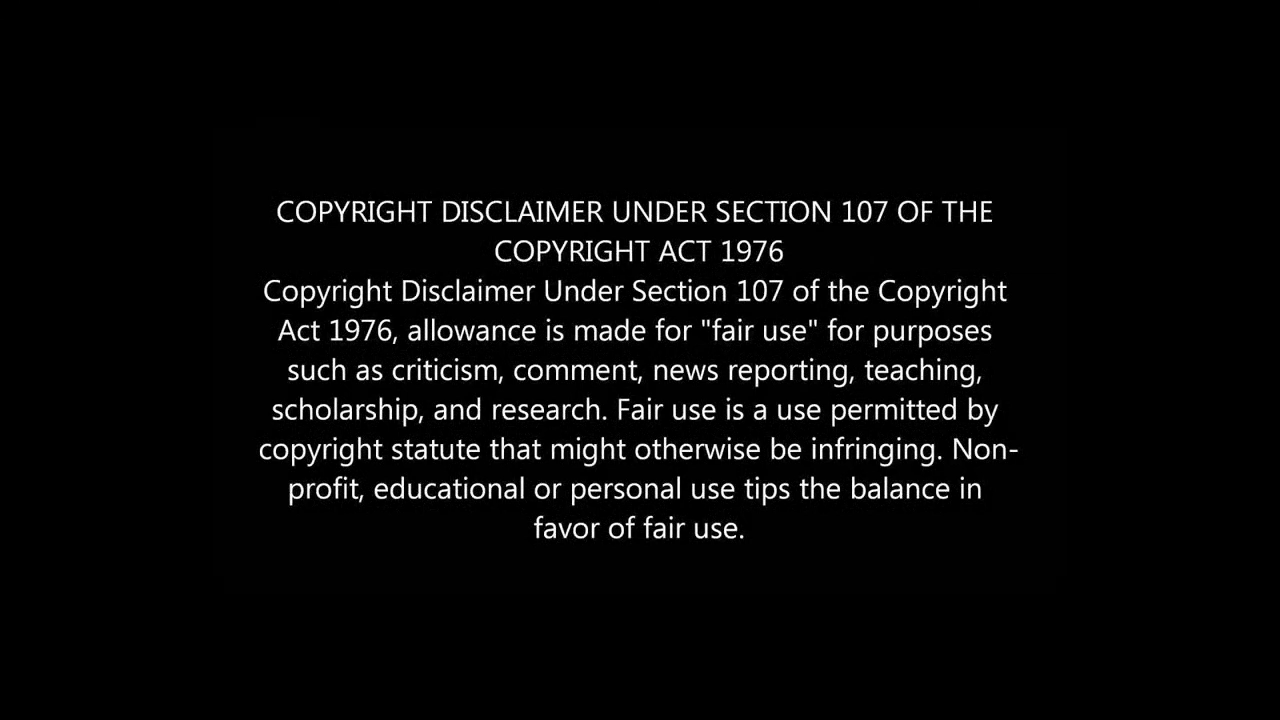 COPYRIGHT DISCLAIMER UNDER SECTION 107 OF THE
COPYRIGHT ACT 1976
Copyright Disclaimer Under Section 107 of the Copyright
Act 1976, allowance is made for "fair use" for purposes
such as criticism, comment, news reporting, teaching,
scholarship, and research. Fair use is a use permitted by
copyright statute that might otherwise be infringing. Non-
profit, educational or personal use tips the balance in
favor of fair use.